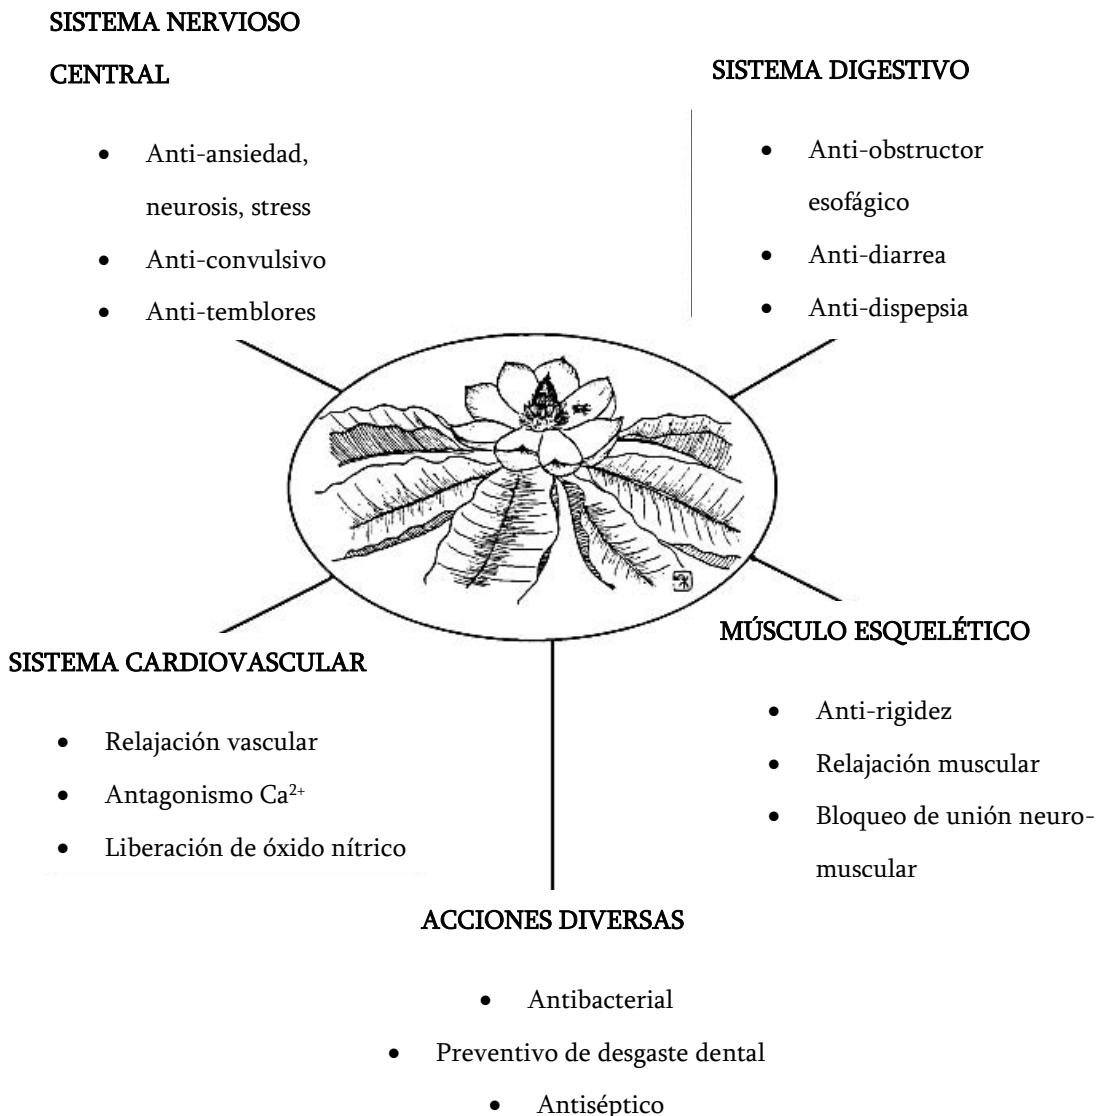 SISTEMA NERVIOSO
CENTRAL
• Anti-ansiedad,
neurosis, stress
• Anti-convulsivo
• Anti-temblores
SISTEMA DIGESTIVO
• Anti-obstructor
esofágico
• Anti-diarrea
• Anti-dispepsia
SISTEMA CARDIOVASCULAR
• Relajación vascular
• Antagonismo Ca²⁺
• Liberación de óxido nítrico
MÚSCULO ESQUELÉTICO
• Anti-rigidez
• Relajación muscular
• Bloqueo de unión neuro-
muscular
ACCIONES DIVERSAS
• Antibacterial
• Preventivo de desgaste dental
• Antiséptico